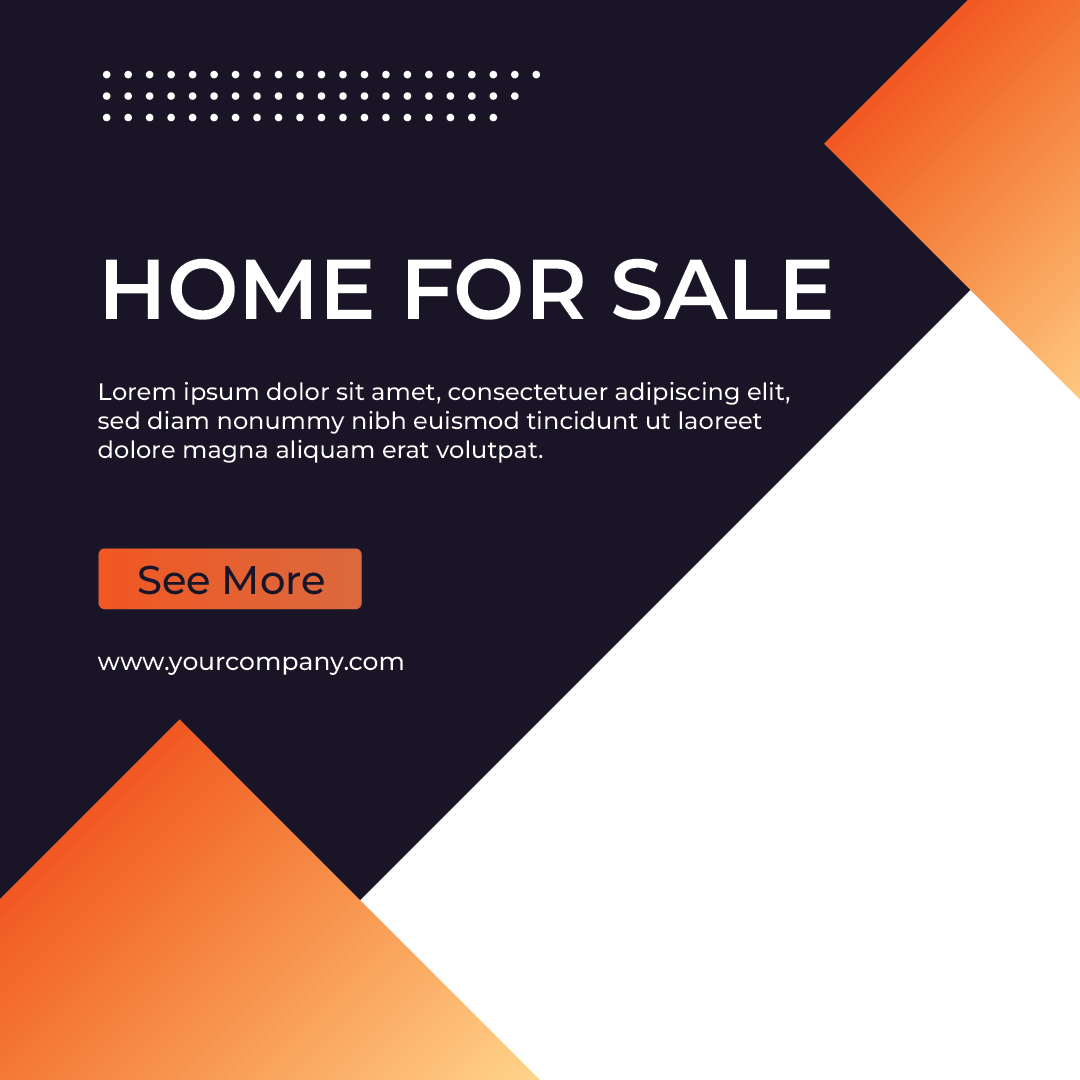 HOME FOR SALE
Lorem ipsum dolor sit amet, consectetuer adipiscing elit,
sed diam nonummy nibh euismod tincidunt ut laoreet
dolore magna aliquam erat volutpat.
See More
www.yourcompany.com